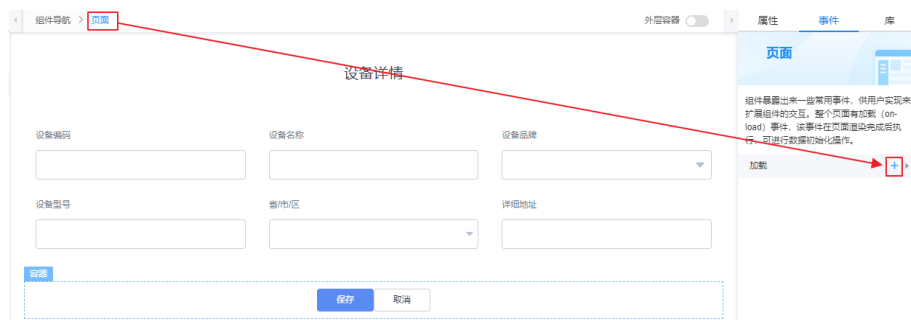 组件导航 > 页面
外层容器
属性 事件 库
页面
设备详情
组件暴露出来一些常用事件，供用户实现来
扩展组件的交互。整个页面有加载（on-
load）事件，该事件在页面渲染完成后执
行，可进行数据初始化操作。
加载
设备编码 设备名称 设备品牌
设备型号 省/市/区 详细地址
容器
保存 取消